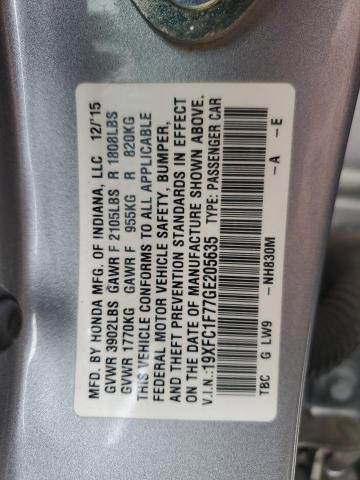 MFD. BY HONDA MFG. OF INDIANA, LLC 12/'15
GVWR 3902LBS GAWR F 2105LBS R 1808LBS
GVWR 1770KG GAWR F 955KG R 820KG
THIS VEHICLE CONFORMS TO ALL APPLICABLE
FEDERAL MOTOR VEHICLE SAFETY, BUMPER,
AND THEFT PREVENTION STANDARDS IN EFFECT
ON THE DATE OF MANUFACTURE SHOWN ABOVE.
V.I.N.:19XFC1F77GE205635 TYPE: PASSENGER CAR
-NH830M -A -E
TBC G LW9